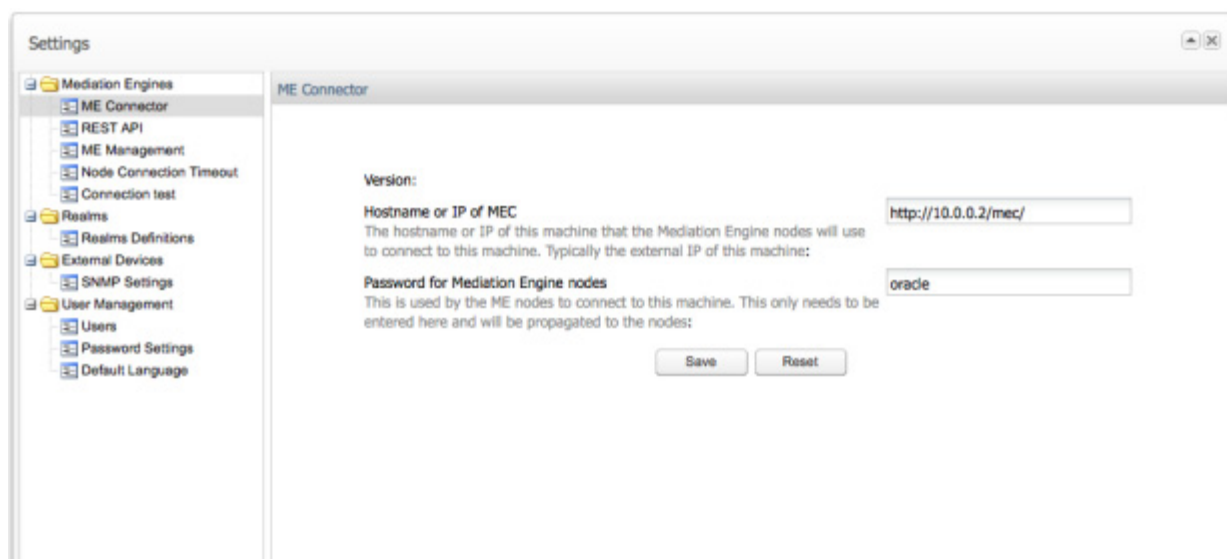 Settings
Mediation Engines
ME Connector
REST API
ME Management
Node Connection Timeout
Connection test
Realms
Realms Definitions
External Devices
SNMP Settings
User Management
Users
Password Settings
Default Language
ME Connector
Version:
Hostname or IP of MEC
The hostname or IP of this machine that the Mediation Engine nodes will use
to connect to this machine. Typically the external IP of this machine:
http://10.0.0.2/mec/
Password for Mediation Engine nodes
This is used by the ME nodes to connect to this machine. This only needs to be
entered here and will be propagated to the nodes:
oracle
Save
Reset